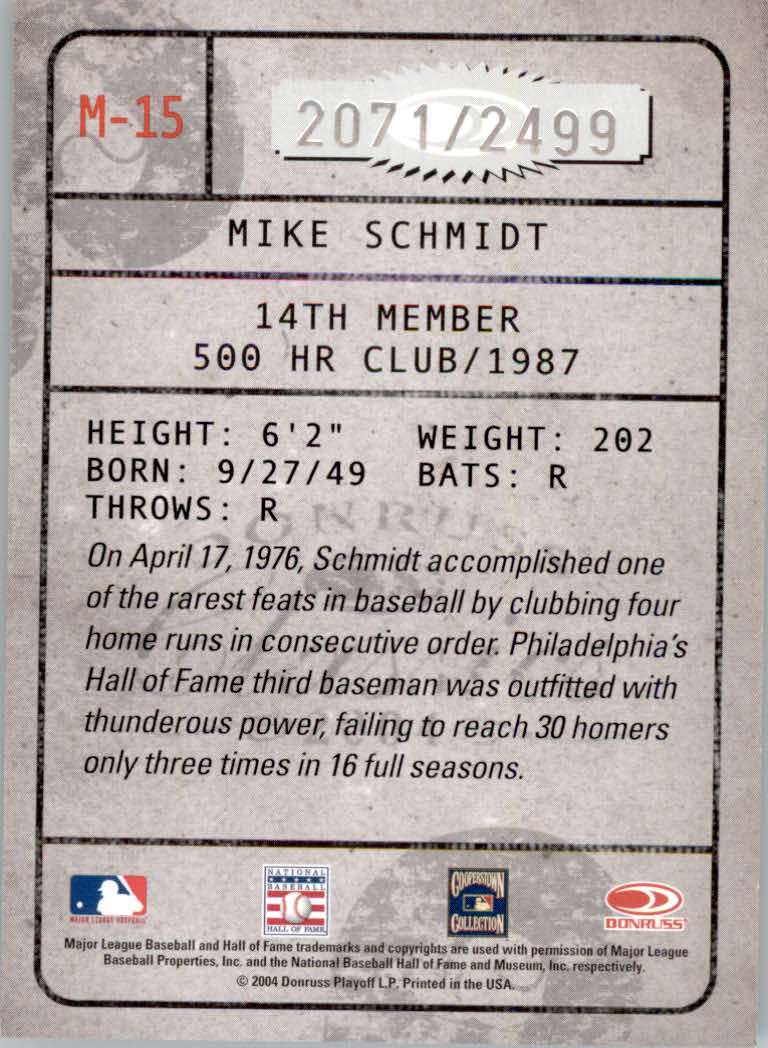 M-15
2071/2499
MIKE SCHMIDT
14TH MEMBER
500 HR CLUB/1987
HEIGHT: 6'2" WEIGHT: 202
BORN: 9/27/49 BATS: R
THROWS: R
On April 17, 1976, Schmidt accomplished one
of the rarest feats in baseball by clubbing four
home runs in consecutive order. Philadelphia's
Hall of Fame third baseman was outfitted with
thunderous power, failing to reach 30 homers
only three times in 16 full seasons.
MAJOR LEAGUE BASEBALL
NATIONAL
BASEBALL
HALL OF FAME
COOPERSTOWN
COLLECTION
DONRUSS
Major League Baseball and Hall of Fame trademarks and copyrights are used with permission of Major League
Baseball Properties, Inc. and the National Baseball Hall of Fame and Museum, Inc. respectively.
© 2004 Donruss Playoff L.P. Printed in the USA.